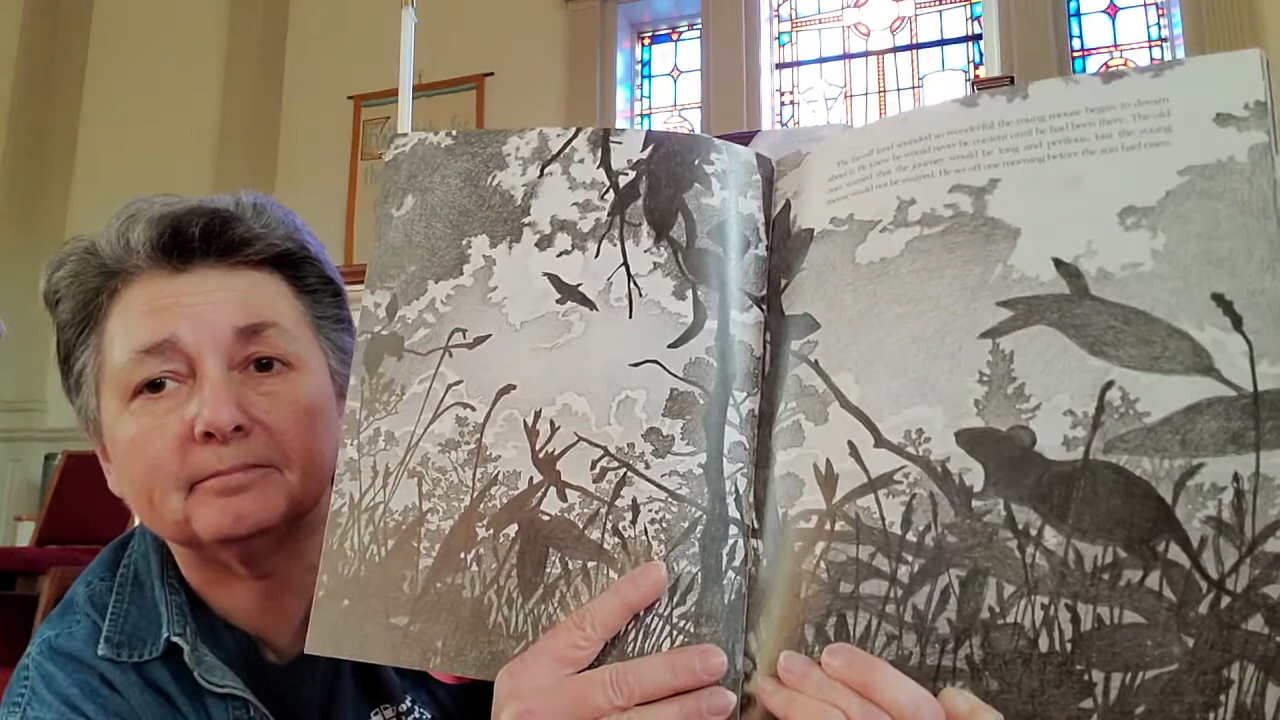 The far-off land sounded so wonderful the young mouse began to dream
about it. He knew he would never be content until he had been there. The old
ones warned that the journey would be long and perilous, but the young
mouse would not be swayed. He set off one morning before the sun had risen.